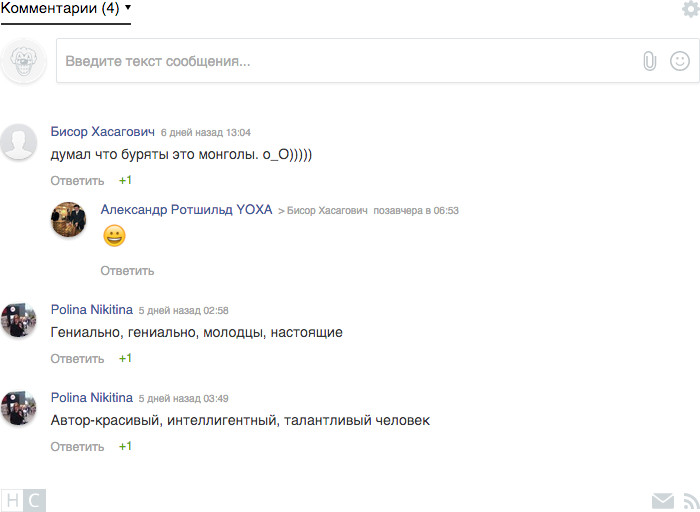 Комментарии (4)
Введите текст сообщения...
Бисор Хасагович 6 дней назад 13:04
думал что буряты это монголы. о_О)))))
Ответить +1
Александр Ротшильд YOXA > Бисор Хасагович позавчера в 06:53
Ответить
Polina Nikitina 5 дней назад 02:58
Гениально, гениально, молодцы, настоящие
Ответить +1
Polina Nikitina 5 дней назад 03:49
Автор-красивый, интеллигентный, талантливый человек
Ответить +1
HC